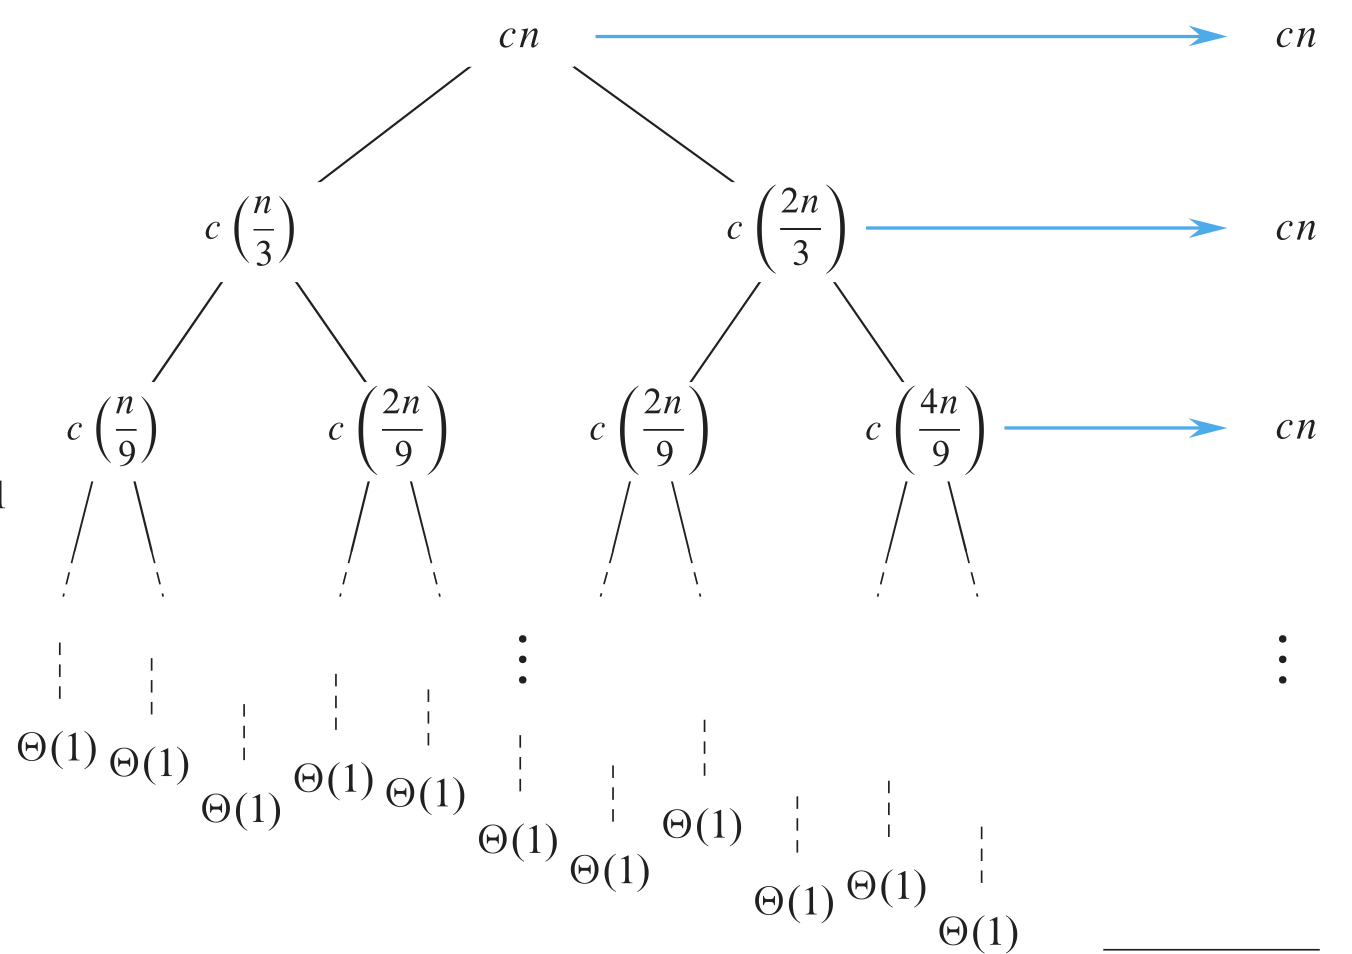 cn cn
c (n/3) c (2n/3) cn
c (n/9) c (2n/9) c (2n/9) c (4n/9) cn
⋮ ⋮
Θ(1) Θ(1) Θ(1) Θ(1) Θ(1) Θ(1) Θ(1) Θ(1) Θ(1) Θ(1) Θ(1)